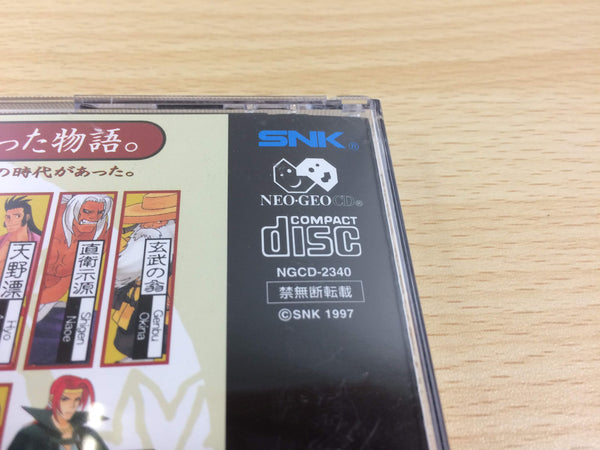 った物語。
の時代があった。
天野漂
Hyo
直衛示源
Shigen
Naoe
玄武の翁
Genbu
Okina
SNK®
NEO·GEO CD®
COMPACT
disc
NGCD-2340
禁無断転載
©SNK 1997